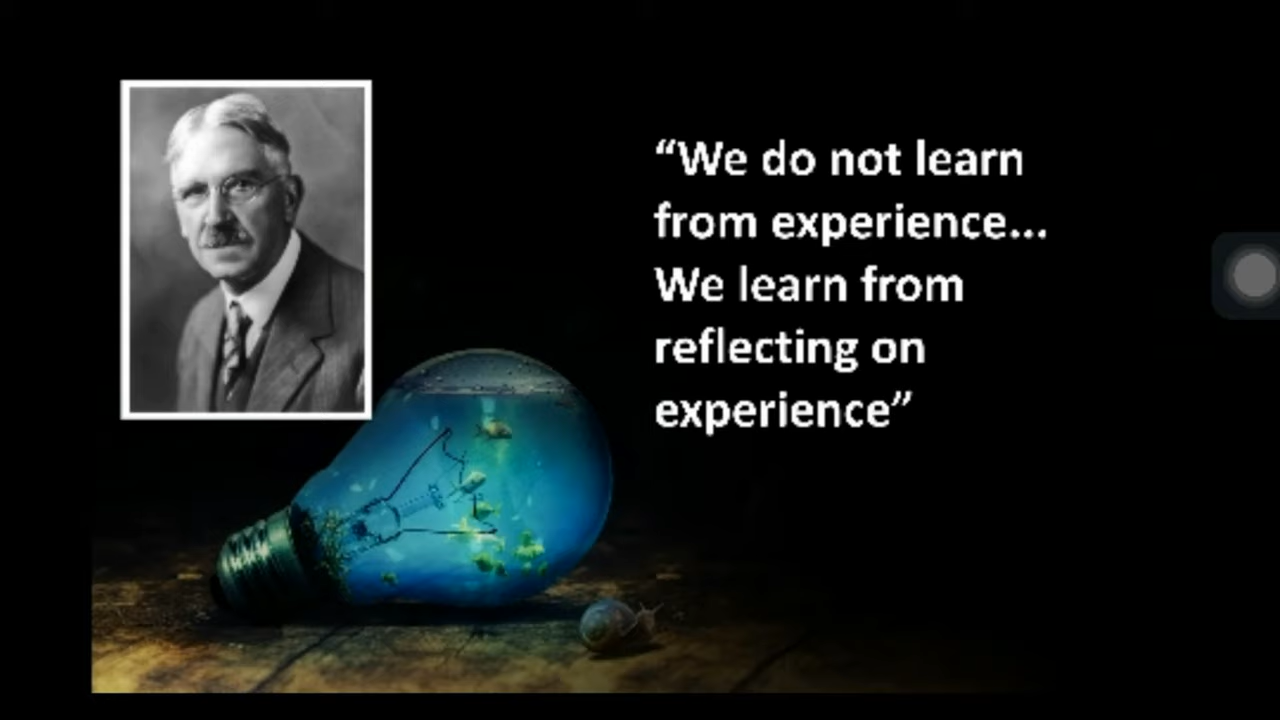 “We do not learn
from experience...
We learn from
reflecting on
experience”